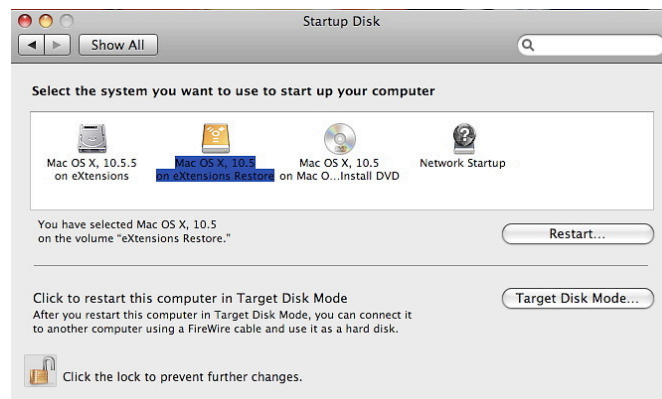 Startup Disk
Show All
Select the system you want to use to start up your computer
Mac OS X, 10.5.5
on eXtensions
Mac OS X, 10.5
on eXtensions Restore
Mac OS X, 10.5
on Mac O...Install DVD
Network Startup
You have selected Mac OS X, 10.5
on the volume “eXtensions Restore.”
Restart...
Click to restart this computer in Target Disk Mode
After you restart this computer in Target Disk Mode, you can connect it
to another computer using a FireWire cable and use it as a hard disk.
Target Disk Mode...
Click the lock to prevent further changes.